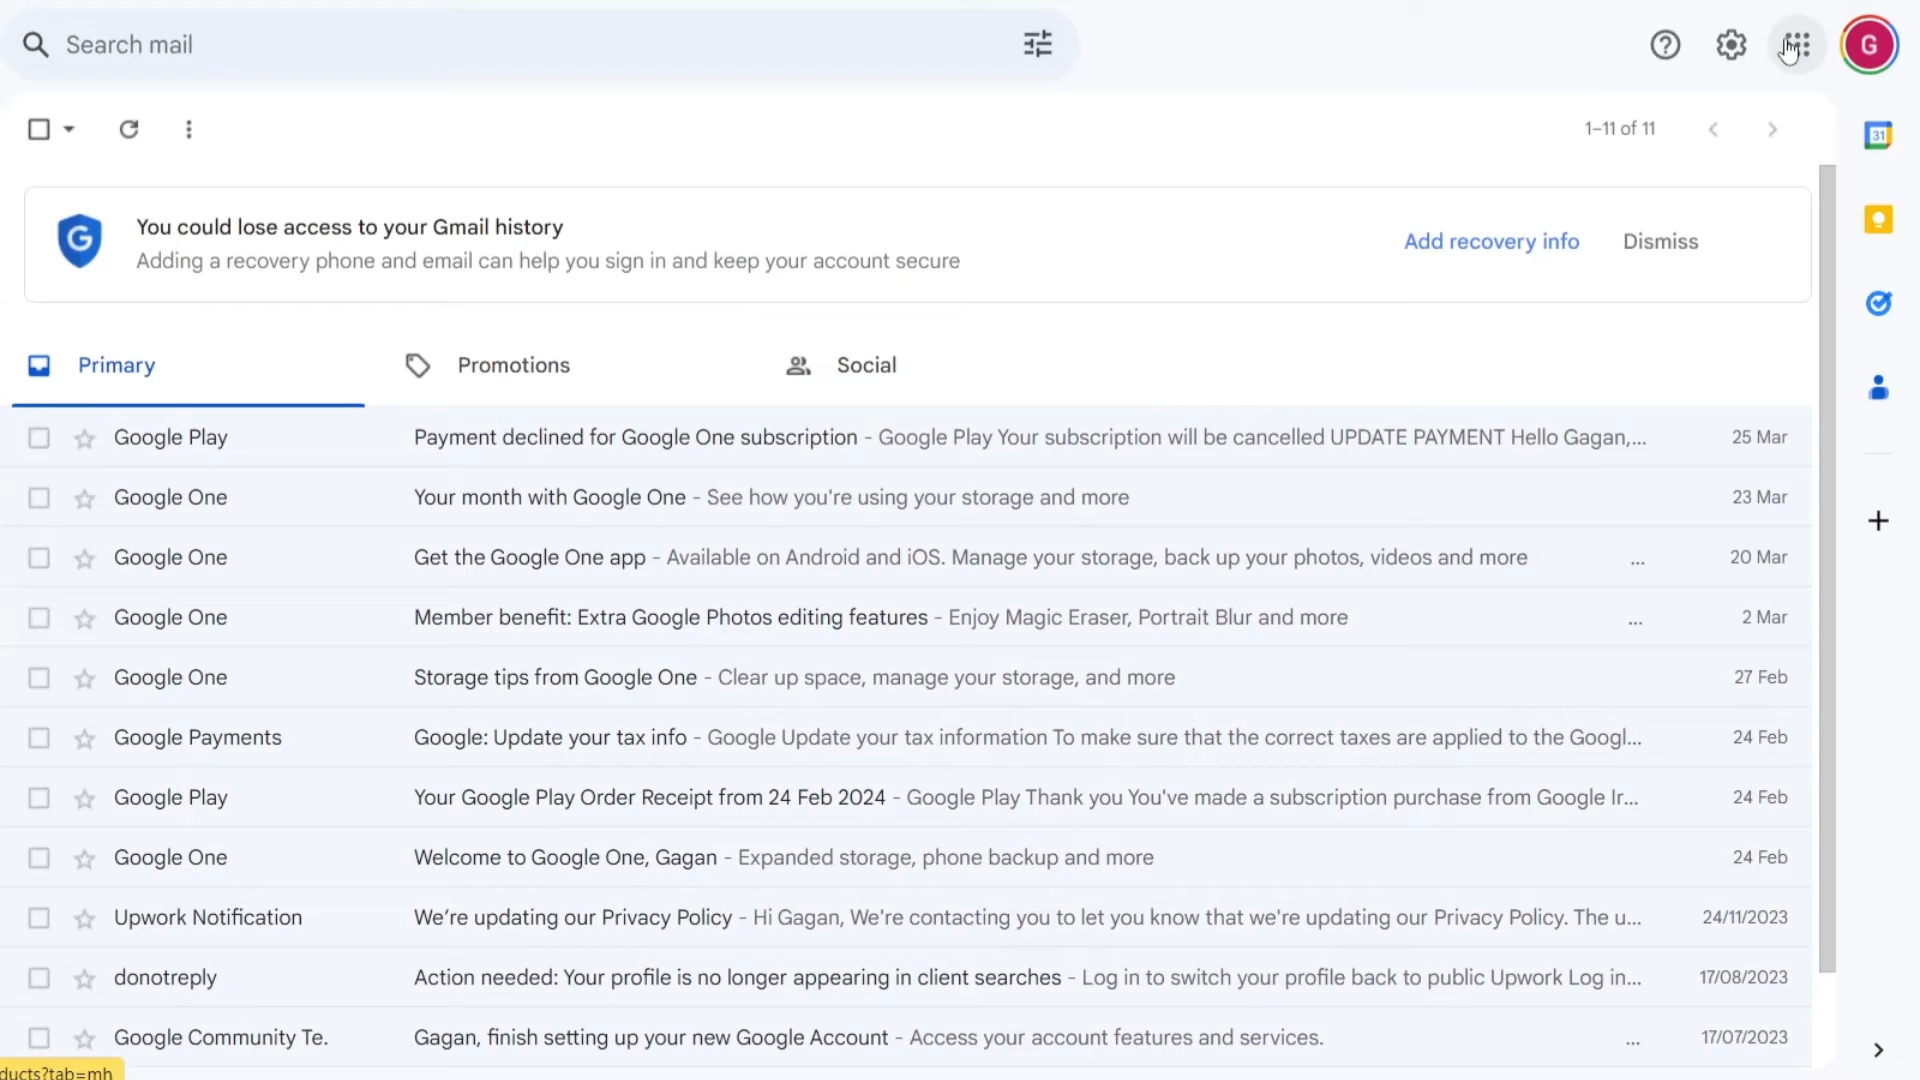 Search mail
G
1–11 of 11
31
G
You could lose access to your Gmail history
Adding a recovery phone and email can help you sign in and keep your account secure
Add recovery info
Dismiss
Primary
Promotions
Social
Google Play Payment declined for Google One subscription - Google Play Your subscription will be cancelled UPDATE PAYMENT Hello Gagan,... 25 Mar
Google One Your month with Google One - See how you're using your storage and more 23 Mar
Google One Get the Google One app - Available on Android and iOS. Manage your storage, back up your photos, videos and more ... 20 Mar
Google One Member benefit: Extra Google Photos editing features - Enjoy Magic Eraser, Portrait Blur and more ... 2 Mar
Google One Storage tips from Google One - Clear up space, manage your storage, and more 27 Feb
Google Payments Google: Update your tax info - Google Update your tax information To make sure that the correct taxes are applied to the Googl... 24 Feb
Google Play Your Google Play Order Receipt from 24 Feb 2024 - Google Play Thank you You've made a subscription purchase from Google Ir... 24 Feb
Google One Welcome to Google One, Gagan - Expanded storage, phone backup and more 24 Feb
Upwork Notification We're updating our Privacy Policy - Hi Gagan, We're contacting you to let you know that we're updating our Privacy Policy. The u... 24/11/2023
donotreply Action needed: Your profile is no longer appearing in client searches - Log in to switch your profile back to public Upwork Log in... 17/08/2023
Google Community Te. Gagan, finish setting up your new Google Account - Access your account features and services. ... 17/07/2023
ducts?tab=mh